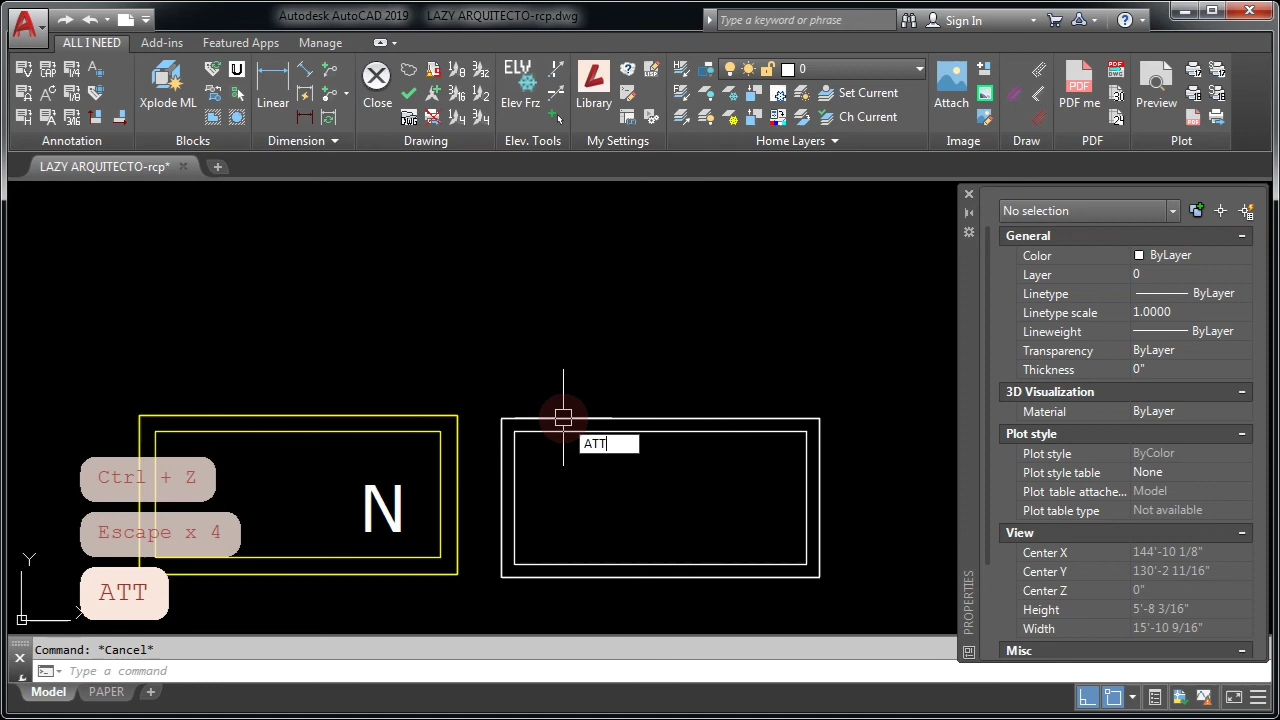 Autodesk AutoCAD 2019 LAZY ARQUITECTO-rcp.dwg
Type a keyword or phrase
Sign In
ALL I NEED
Add-ins
Featured Apps
Manage
Xplode ML
Linear
Close
ELV
Elev Frz
Library
0
Set Current
Ch Current
Attach
PDF me
Preview
Annotation
Blocks
Dimension
Drawing
Elev. Tools
My Settings
Home Layers
Image
Draw
PDF
Plot
LAZY ARQUITECTO-rcp*
No selection
General
Color ByLayer
Layer 0
Linetype ByLayer
Linetype scale 1.0000
Lineweight ByLayer
Transparency ByLayer
Thickness 0"
3D Visualization
Material ByLayer
Plot style
Plot style ByColor
Plot style table None
Plot table attache... Model
Plot table type Not available
View
Center X 144'-10 1/8"
Center Y 130'-2 11/16"
Center Z 0"
Height 5'-8 3/16"
Width 15'-10 9/16"
Misc
PROPERTIES
ATT
N
Ctrl + Z
Escape x 4
ATT
Y
X
Command: *Cancel*
Type a command
Model
PAPER